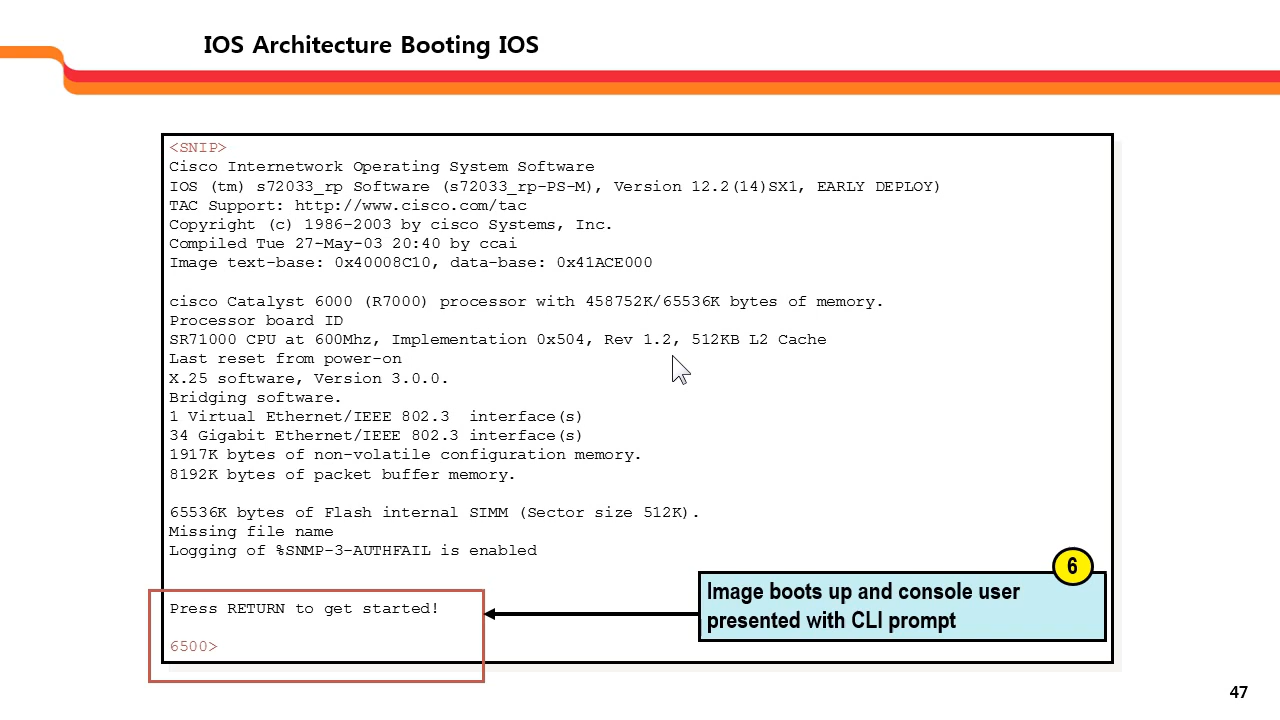 IOS Architecture Booting IOS
<SNIP>
Cisco Internetwork Operating System Software
IOS (tm) s72033_rp Software (s72033_rp-PS-M), Version 12.2(14)SX1, EARLY DEPLOY)
TAC Support: http://www.cisco.com/tac
Copyright (c) 1986-2003 by cisco Systems, Inc.
Compiled Tue 27-May-03 20:40 by ccai
Image text-base: 0x40008C10, data-base: 0x41ACE000
cisco Catalyst 6000 (R7000) processor with 458752K/65536K bytes of memory.
Processor board ID
SR71000 CPU at 600Mhz, Implementation 0x504, Rev 1.2, 512KB L2 Cache
Last reset from power-on
X.25 software, Version 3.0.0.
Bridging software.
1 Virtual Ethernet/IEEE 802.3  interface(s)
34 Gigabit Ethernet/IEEE 802.3 interface(s)
1917K bytes of non-volatile configuration memory.
8192K bytes of packet buffer memory.
65536K bytes of Flash internal SIMM (Sector size 512K).
Missing file name
Logging of %SNMP-3-AUTHFAIL is enabled
Press RETURN to get started!
6500>
6
Image boots up and console user
presented with CLI prompt
47